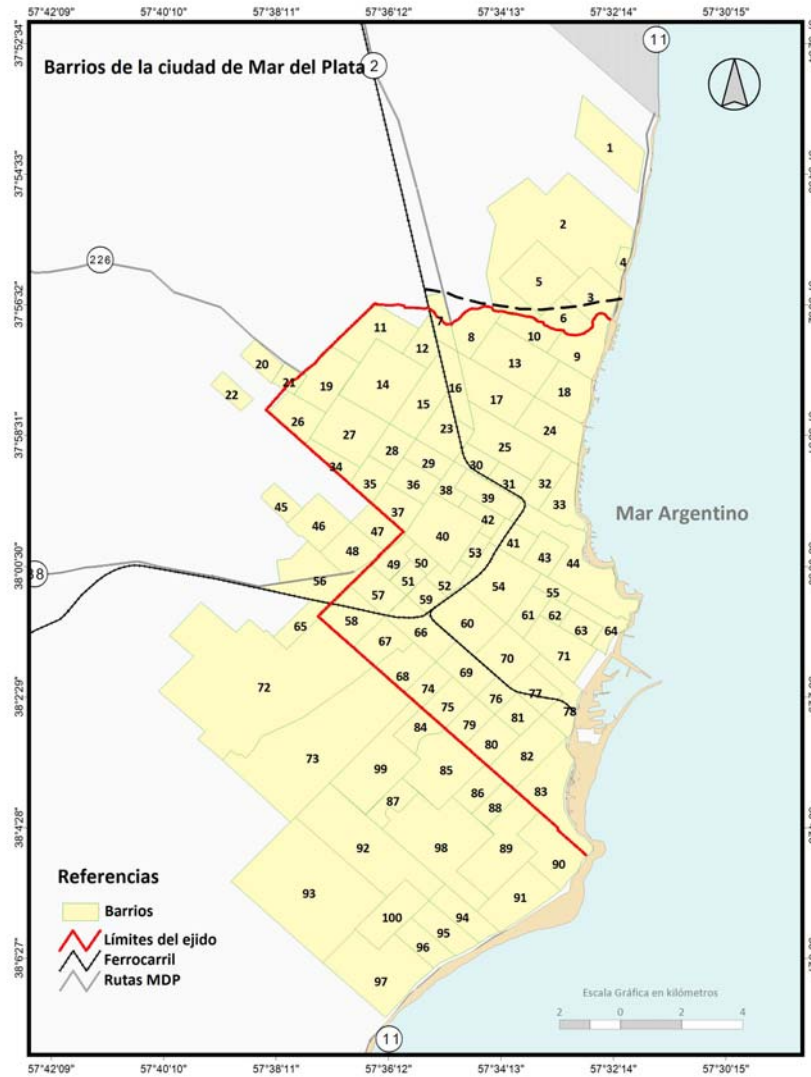 57°42'09" 57°40'10" 57°38'11" 57°36'12" 57°34'13" 57°32'14" 57°30'15"
37°52'34"
11
2
Barrios de la ciudad de Mar del Plata
1
37°54'33"
2
226
4
5
3
37°56'32"
6
7
11 8 10
12 9
13
20
21 19 14 16 18
22 15 17
26 23 24
37°58'31"
27 25
28
34 29 30
35 36 38 31 32
39 33
45 37 42
Mar Argentino
46 47 40
41
48 53 43 44
38°00'30"
49 50
56 51 52 54 55
57 59
58 60 61 62
65 66 63 64
67
70 71
69
72 68
74 76 77
75 78
84 79 81
80
73 82
99 85
87 86 83
88
38°4'28"
92 98 89
90
Referencias
93 91
Barrios
100 94
95
Límites del ejido
96
Ferrocarril
38°6'27"
97
Rutas MDP
Escala Gráfica en kilómetros
2 0 2 4
11
57°42'09" 57°40'10" 57°38'11" 57°36'12" 57°34'13" 57°32'14" 57°30'15"